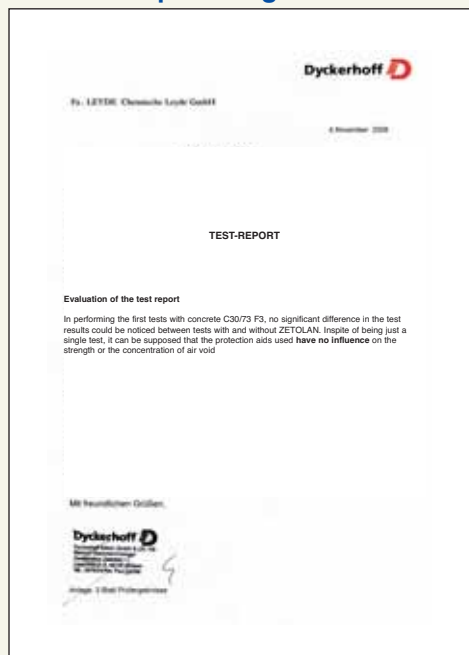 Dyckerhoff
Fa. LEYDE Chemische Leyde GmbH
4 November 2008
TEST-REPORT
Evaluation of the test report
In performing the first tests with concrete C30/73 F3, no significant difference in the test
results could be noticed between tests with and without ZETOLAN. Inspite of being just a
single test, it can be supposed that the protection aids used have no influence on the
strength or the concentration of air void
Mit freundlichen Grüßen,
Dyckerhoff